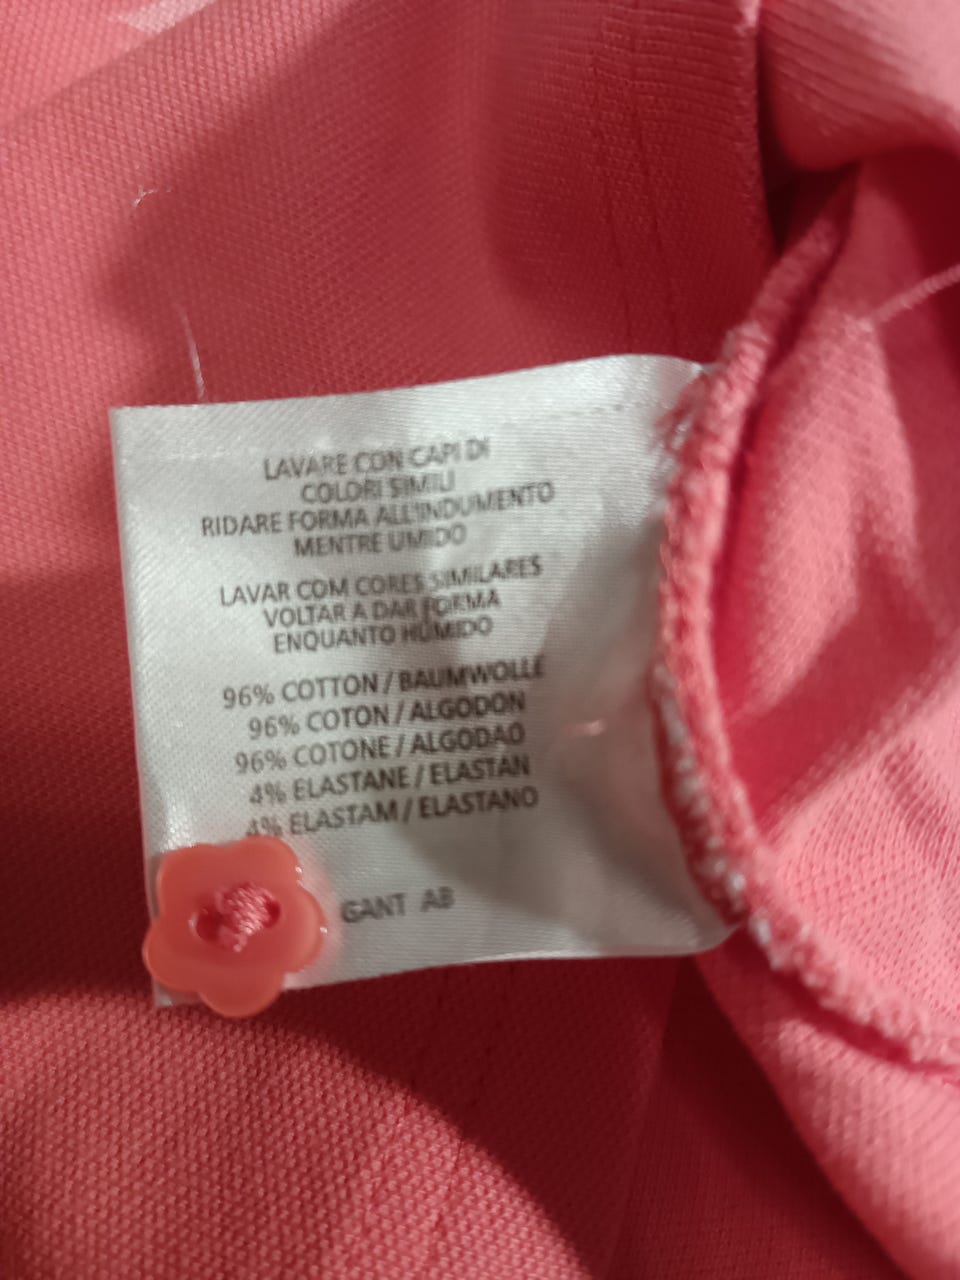 LAVARE CON CAPI DI
COLORI SIMILI
RIDARE FORMA ALL'INDUMENTO
MENTRE UMIDO
LAVAR COM CORES SIMILARES
VOLTAR A DAR FORMA
ENQUANTO HÚMIDO
96% COTTON / BAUMWOLLE
96% COTON / ALGODON
96% COTONE / ALGODAO
4% ELASTANE / ELASTAN
4% ELASTAM / ELASTANO
GANT AB